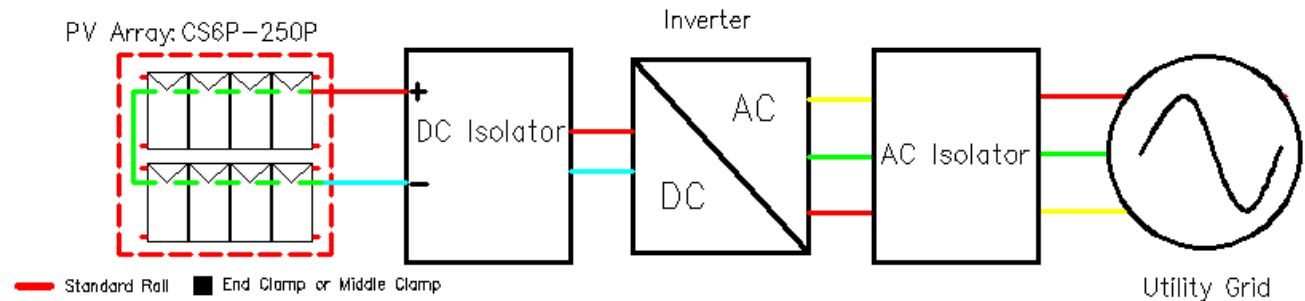 PV Array: CS6P-250P
Inverter
+
DC Isolator
-
AC
DC
AC Isolator
Utility Grid
Standard Rail
End Clamp or Middle Clamp